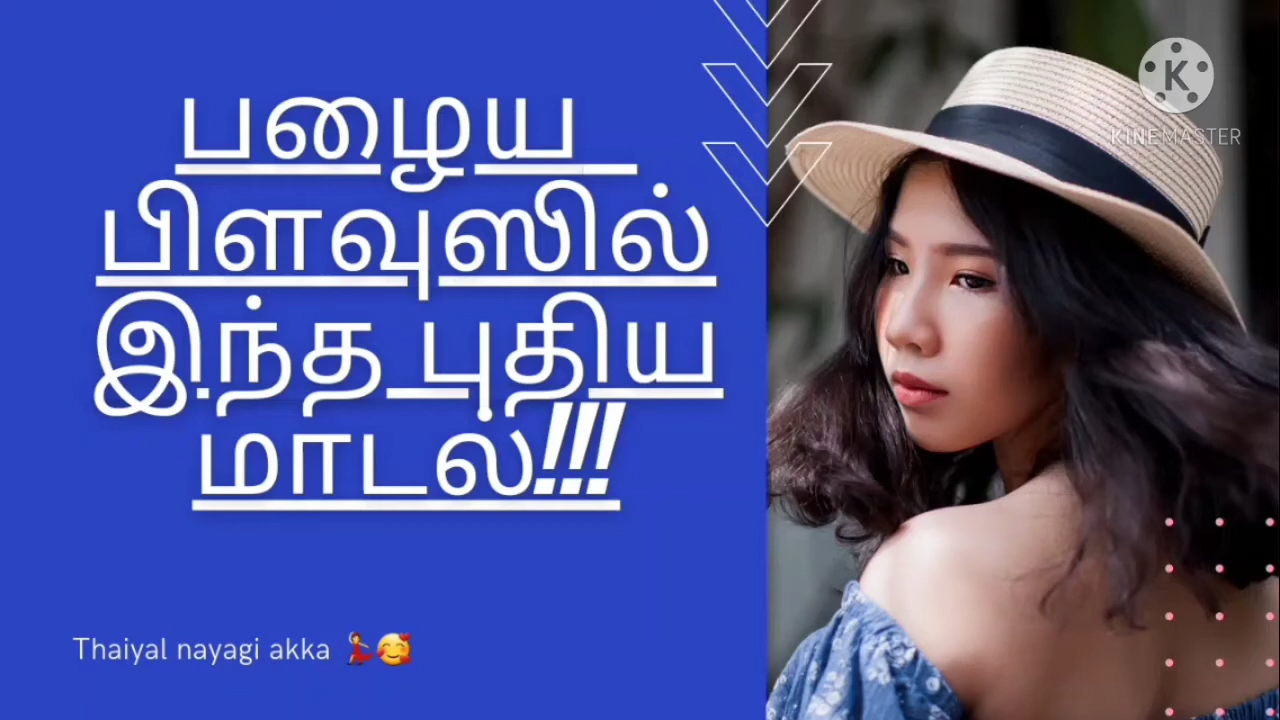 பழைய
பிளவுஸில்
இந்த புதிய
மாடல்!!!
Thaiyal nayagi akka 💃🥰
K
KINEMASTER